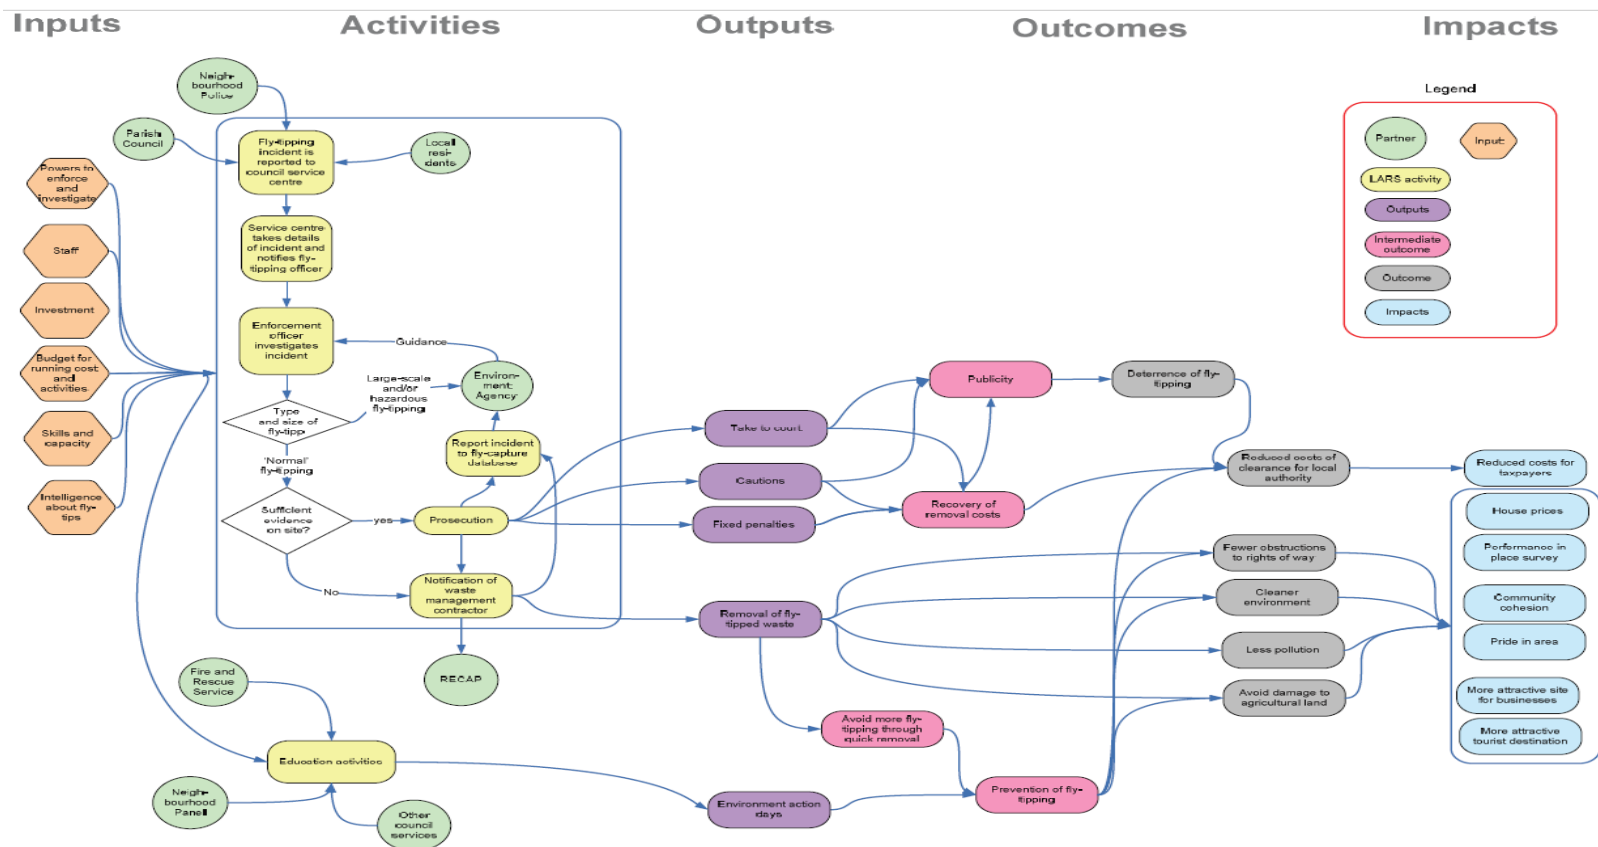 Inputs
Activities
Outputs
Outcomes
Impacts
Legend
Partner
Input
LARS activity
Outputs
Intermediate
outcome
Outcome
Impacts
Neigh-
bourhood
Police
Parish
Council
Local
resi-
dents
Powers to
enforce
and
investigate
Staff
Investment
Budget for
running cost
and
activities
Skills and
capacity
Intelligence
about fly-
tips
Fly-tipping
incident is
reported to
council service
centre
Service centre
takes details
of incident and
notifies fly-
tipping officer
Enforcement
officer
investigates
incident
Guidance
Large-scale
and/or
hazardous
fly-tipping
Environ-
ment
Agency
Type
and size of
fly-tipp
'Normal'
fly-tipping
Report incident
to fly-capture
database
Sufficient
evidence
on site?
yes
Prosecution
No
Notification of
waste
management
contractor
RECAP
Fire and
Rescue
Service
Education activities
Neigh-
bourhood
Panel
Other
council
services
Take to court
Cautions
Fixed penalties
Removal of fly-
tipped waste
Environment action
days
Publicity
Recovery of
removal costs
Avoid more fly-
tipping through
quick removal
Prevention of fly-
tipping
Deterrence of fly-
tipping
Reduced costs of
clearance for local
authority
Fewer obstructions
to rights of way
Cleaner
environment
Less pollution
Avoid damage to
agricultural land
Reduced costs for
taxpayers
House prices
Performance in
place survey
Community
cohesion
Pride in area
More attractive site
for businesses
More attractive
tourist destination